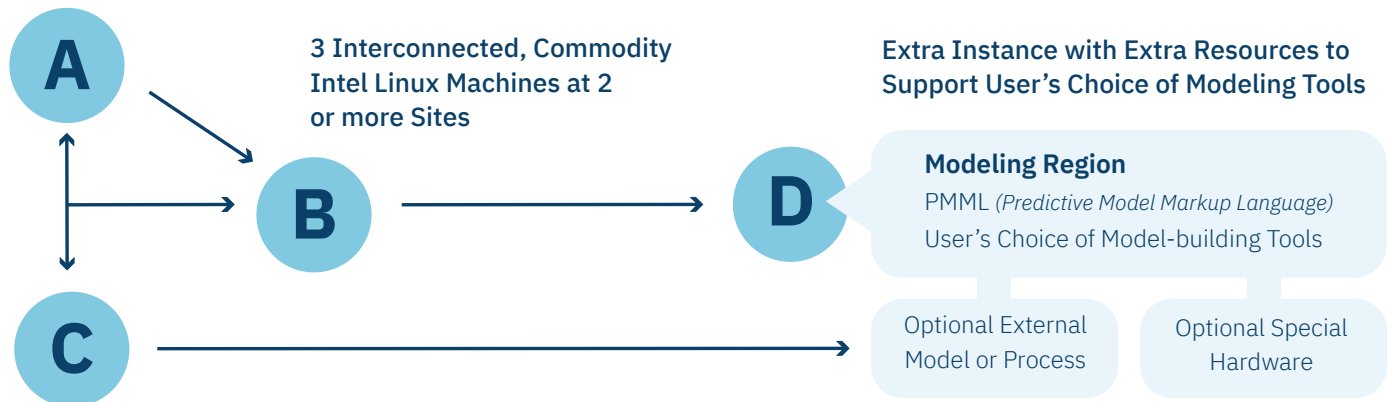 A
3 Interconnected, Commodity
Intel Linux Machines at 2
or more Sites
B
C
Extra Instance with Extra Resources to
Support User’s Choice of Modeling Tools
D
Modeling Region
PMML (Predictive Model Markup Language)
User’s Choice of Model-building Tools
Optional External
Model or Process
Optional Special
Hardware